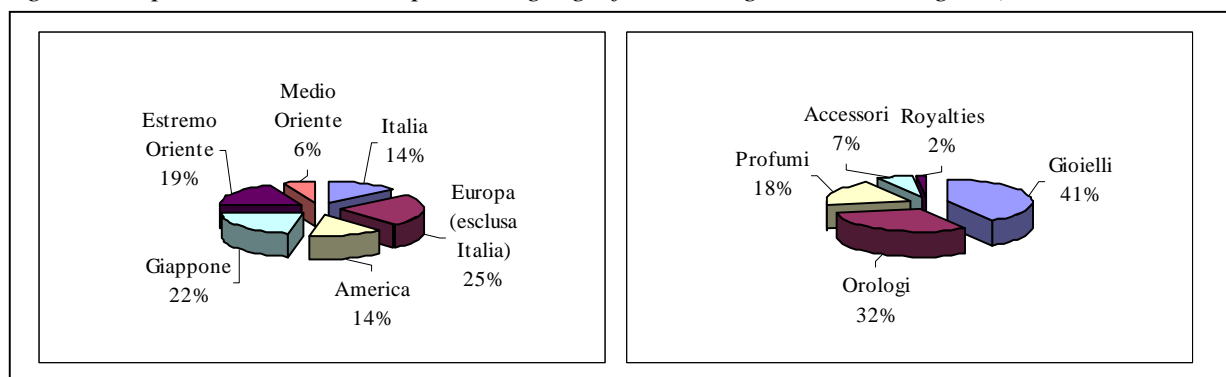 Medio
Oriente
6%
Italia
14%
Estremo
Oriente
19%
Europa
(esclusa
Italia)
25%
Giappone
22%
America
14%
Accessori
7%
Royalties
2%
Profumi
18%
Gioielli
41%
Orologi
32%